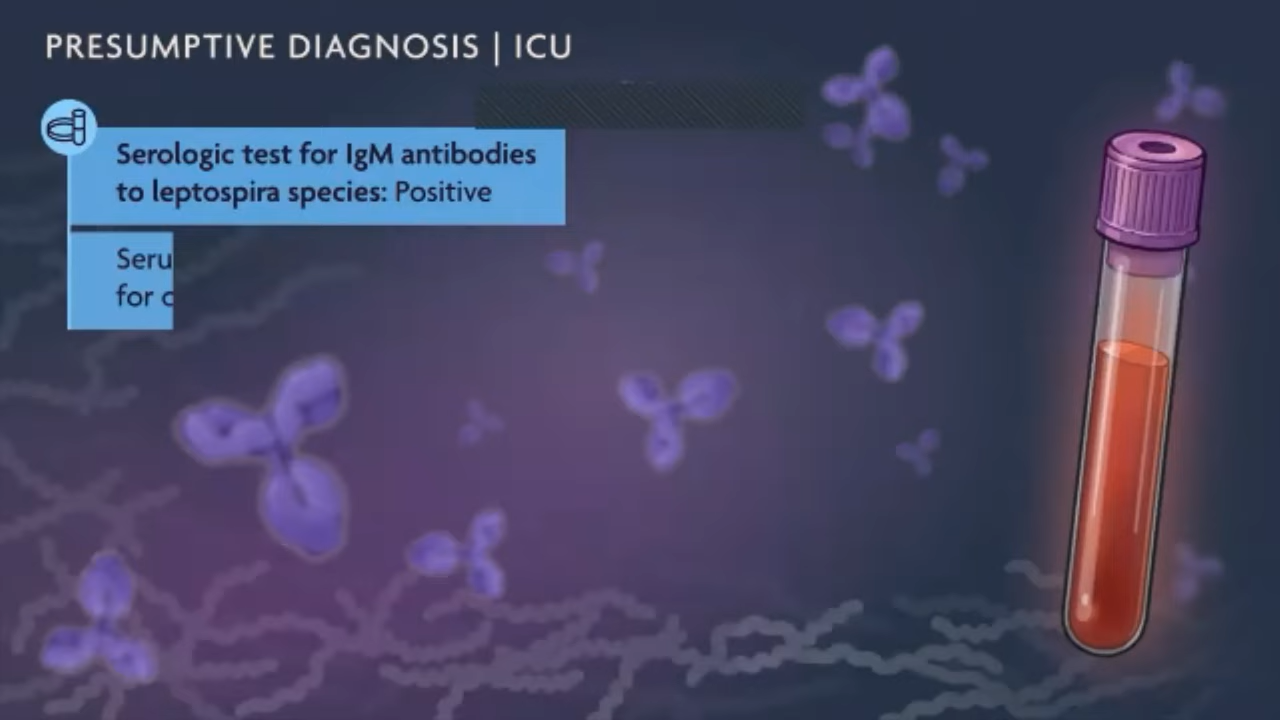 PRESUMPTIVE DIAGNOSIS | ICU
Serologic test for IgM antibodies
to leptospira species: Positive
Seru
for c